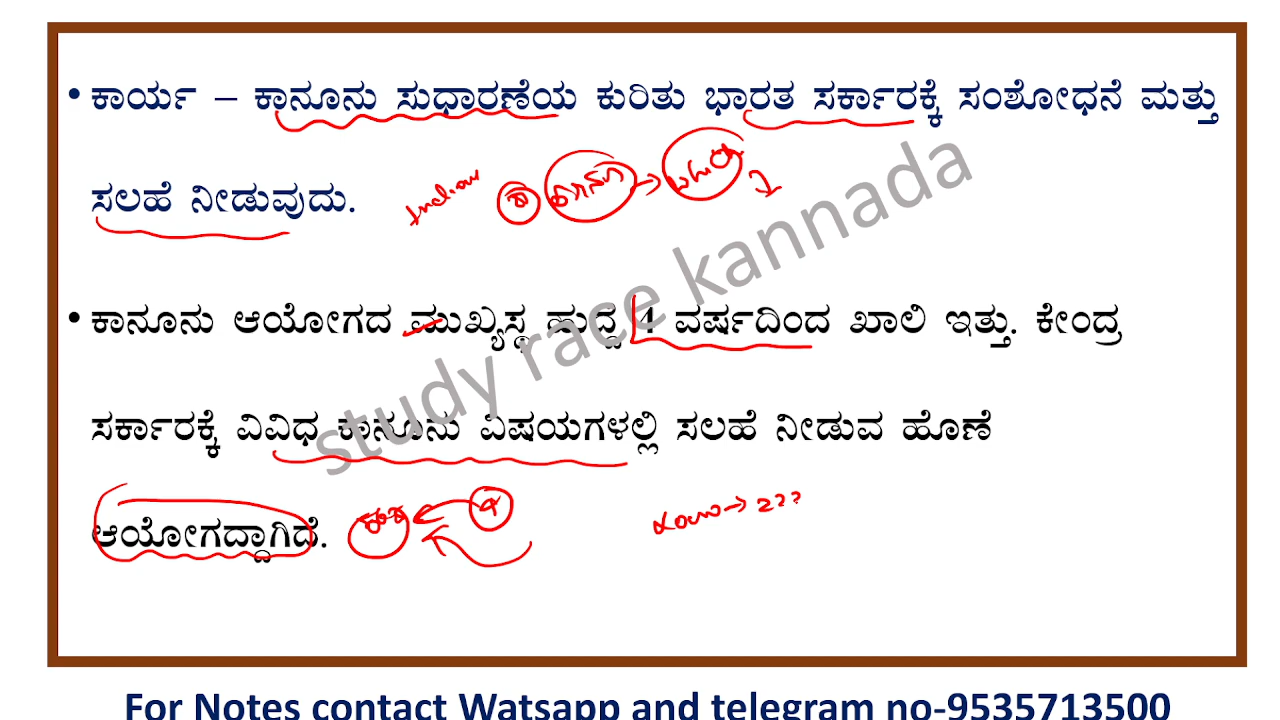 • ಕಾರ್ಯ – ಕಾನೂನು ಸುಧಾರಣೆಯ ಕುರಿತು ಭಾರತ ಸರ್ಕಾರಕ್ಕೆ ಸಂಶೋಧನೆ ಮತ್ತು
ಸಲಹೆ ನೀಡುವುದು.
• ಕಾನೂನು ಆಯೋಗದ ಮುಖ್ಯಸ್ಥ ಹುದ್ದೆ 4 ವರ್ಷದಿಂದ ಖಾಲಿ ಇತ್ತು. ಕೇಂದ್ರ
ಸರ್ಕಾರಕ್ಕೆ ವಿವಿಧ ಕಾನೂನು ವಿಷಯಗಳಲ್ಲಿ ಸಲಹೆ ನೀಡುವ ಹೊಣೆ
ಆಯೋಗದ್ದಾಗಿದೆ.
study race kannada
For Notes contact Watsapp and telegram no-9535713500